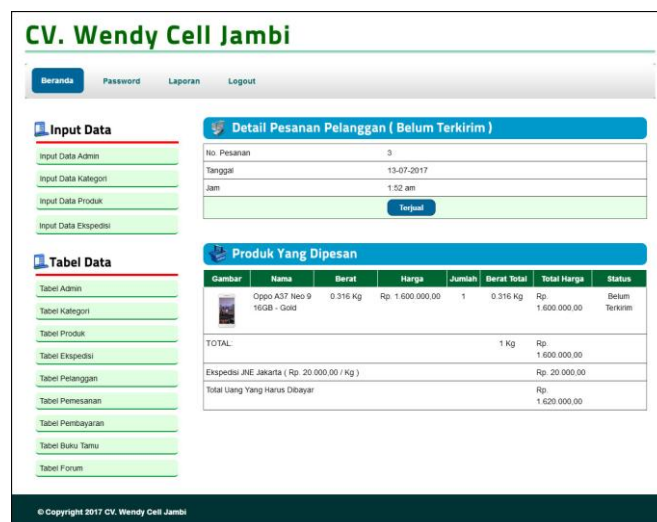 CV. Wendy Cell Jambi
Beranda Password Laporan Logout
Input Data
Input Data Admin
Input Data Kategori
Input Data Produk
Input Data Ekspedisi
Tabel Data
Tabel Admin
Tabel Kategori
Tabel Produk
Tabel Ekspedisi
Tabel Pelanggan
Tabel Pemesanan
Tabel Pembayaran
Tabel Buku Tamu
Tabel Forum
Detail Pesanan Pelanggan ( Belum Terkirim )
No. Pesanan 3
Tanggal 13-07-2017
Jam 1:52 am
Terjual
Produk Yang Dipesan
Gambar Nama Berat Harga Jumlah Berat Total Total Harga Status
Oppo A37 Neo 9 0.316 Kg Rp. 1.600.000,00 1 0.316 Kg Rp. Belum
16GB - Gold 1.600.000,00 Terkirim
TOTAL: 1 Kg Rp.
1.600.000,00
Ekspedisi JNE Jakarta ( Rp. 20.000,00 / Kg ) Rp. 20.000,00
Total Uang Yang Harus Dibayar Rp.
1.620.000,00
© Copyright 2017 CV. Wendy Cell Jambi